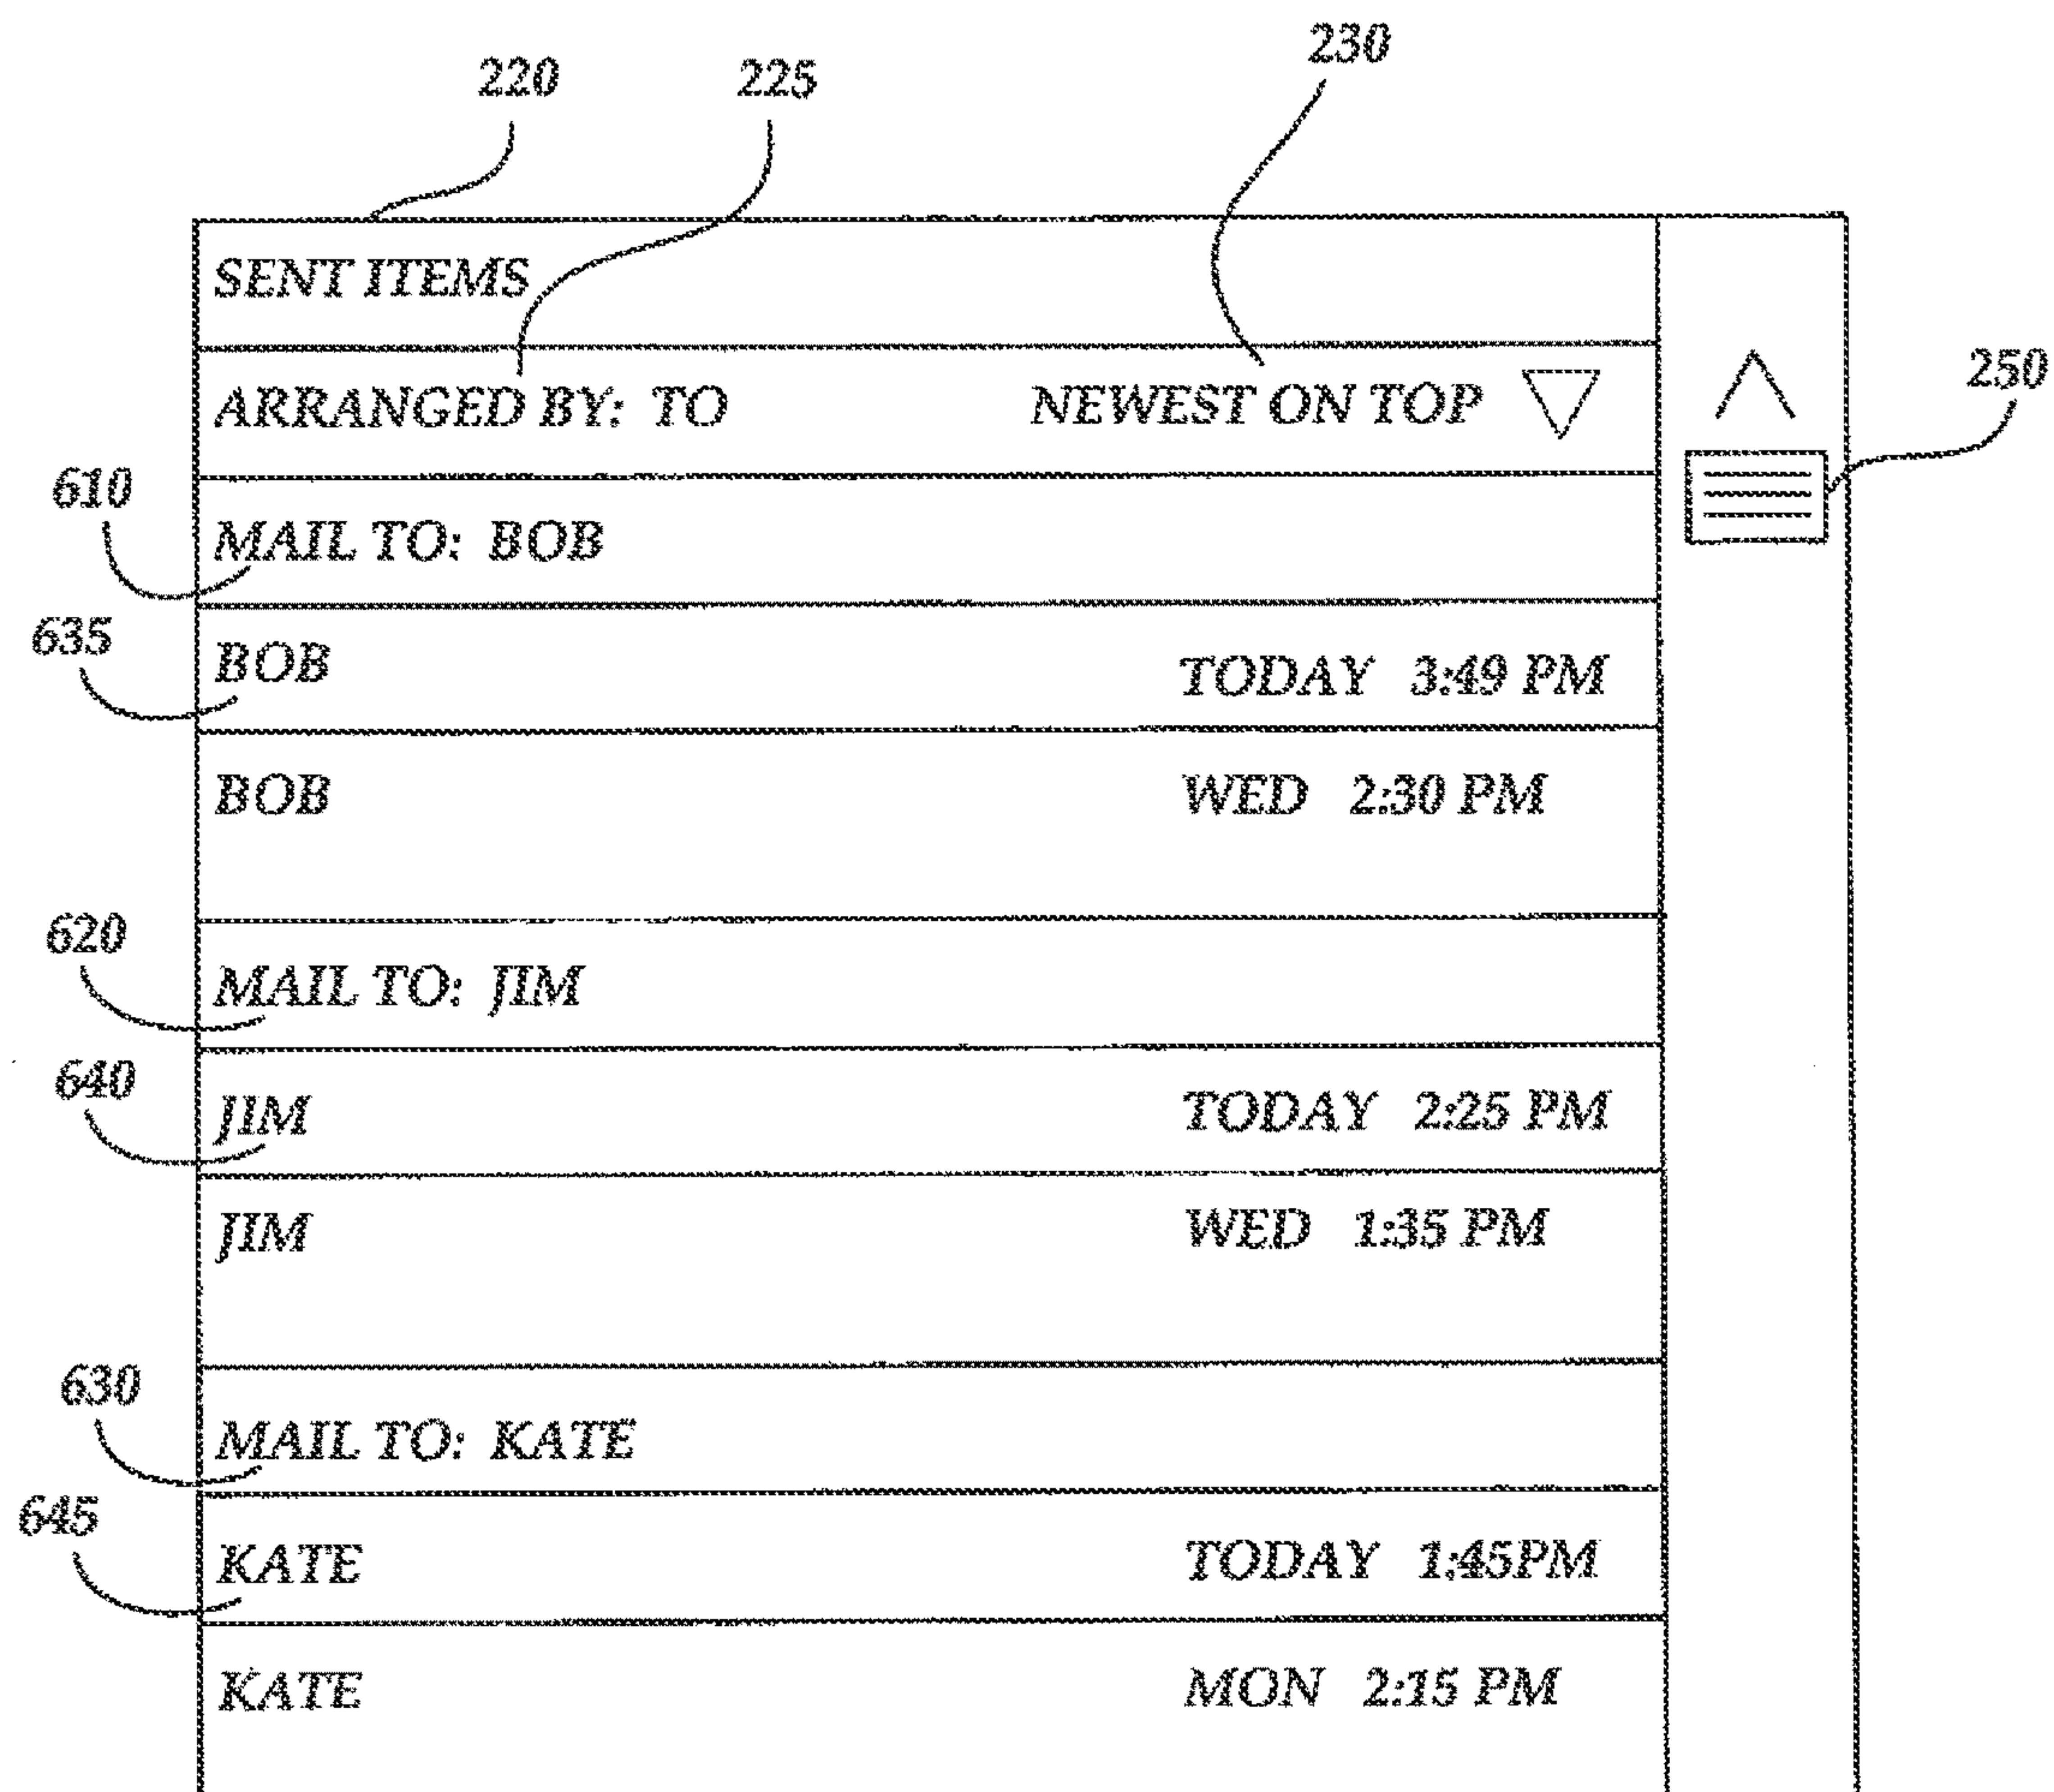 220 225 230
SENT ITEMS
ARRANGED BY: TO NEWEST ON TOP
250
610
MAIL TO: BOB
635
BOB TODAY 3:49 PM
BOB WED 2:30 PM
620
MAIL TO: JIM
640
JIM TODAY 2:25 PM
JIM WED 1:35 PM
630
MAIL TO: KATE
645
KATE TODAY 1:45PM
KATE MON 2:15 PM